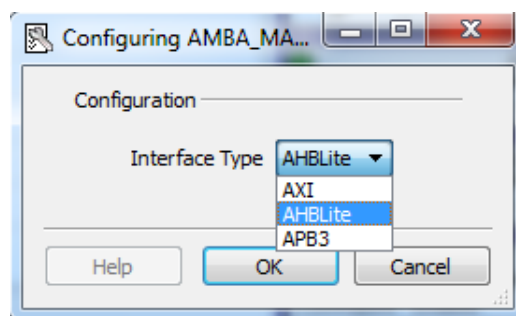 Configuring AMBA_MA...
Configuration
Interface Type AHBLite
AXI
AHBLite
APB3
Help OK Cancel